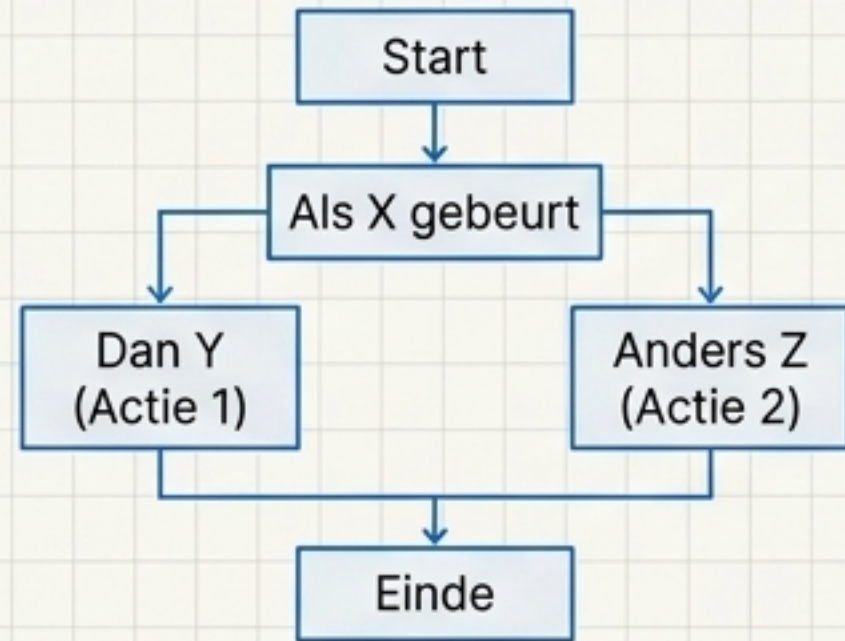 Start
Als X gebeurt
Dan Y
(Actie 1)
Anders Z
(Actie 2)
Einde